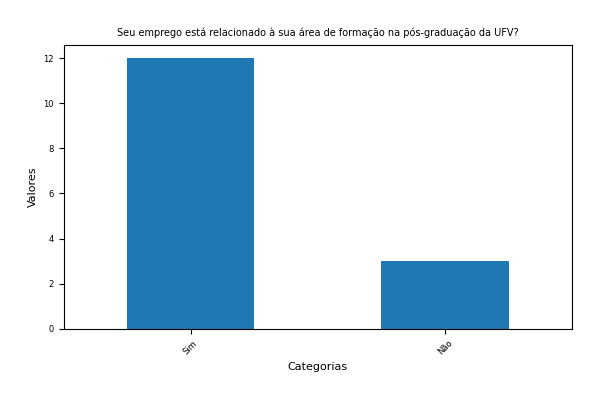 Seu emprego está relacionado à sua área de formação na pós-graduação da UFV?
12
10
8
6
4
2
0
Valores
Sim
Não
Categorias